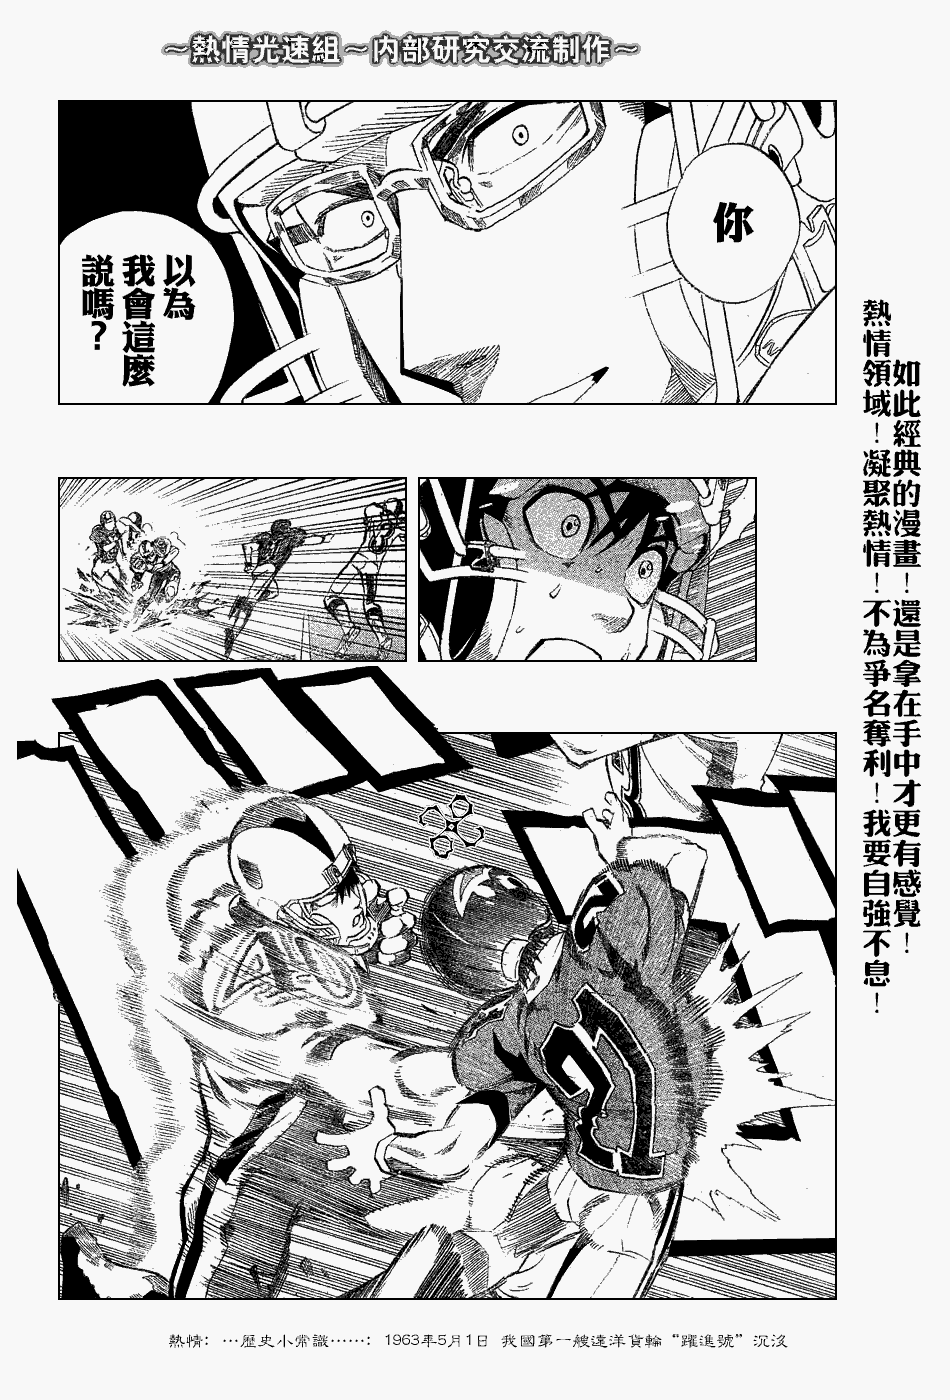 ～熱情光速組～內部研究交流制作～
你
以為
我會這麼
說嗎？
如此經典的漫畫！還是拿在手中才更有感覺！
熱情領域！凝聚熱情！不為爭名奪利！我要自強不息！
熱情：…歷史小常識……：1963年5月1日 我國第一艘遠洋貨輪“躍進號”沉沒